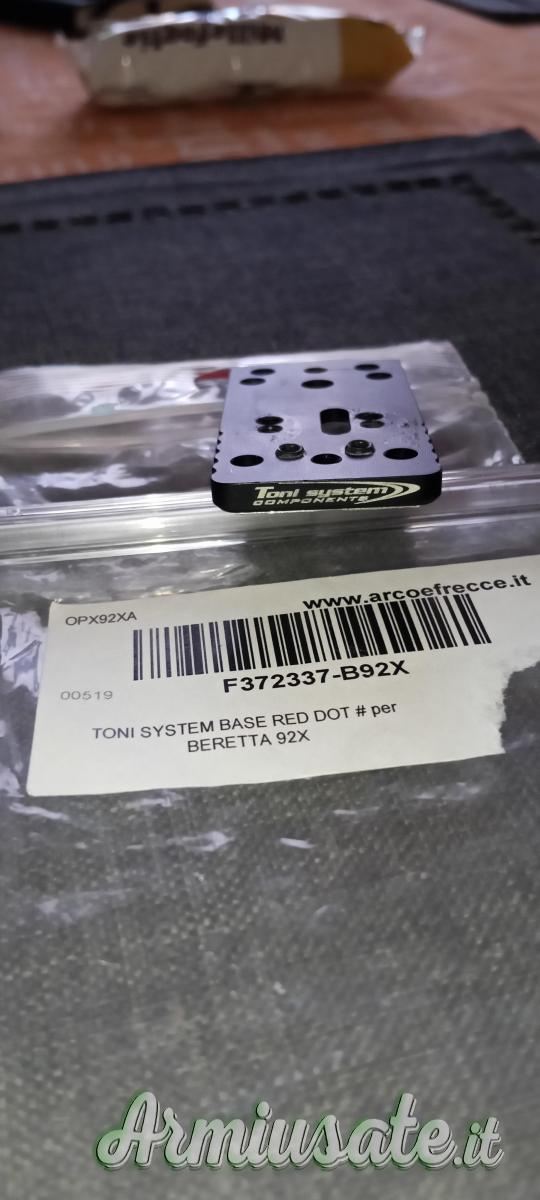 Millefoglie
Toni system
COMPONENTS
www.arcoefrecce.it
OPX92XA
F372337-B92X
00519
TONI SYSTEM BASE RED DOT # per
BERETTA 92X
Armiusate.it